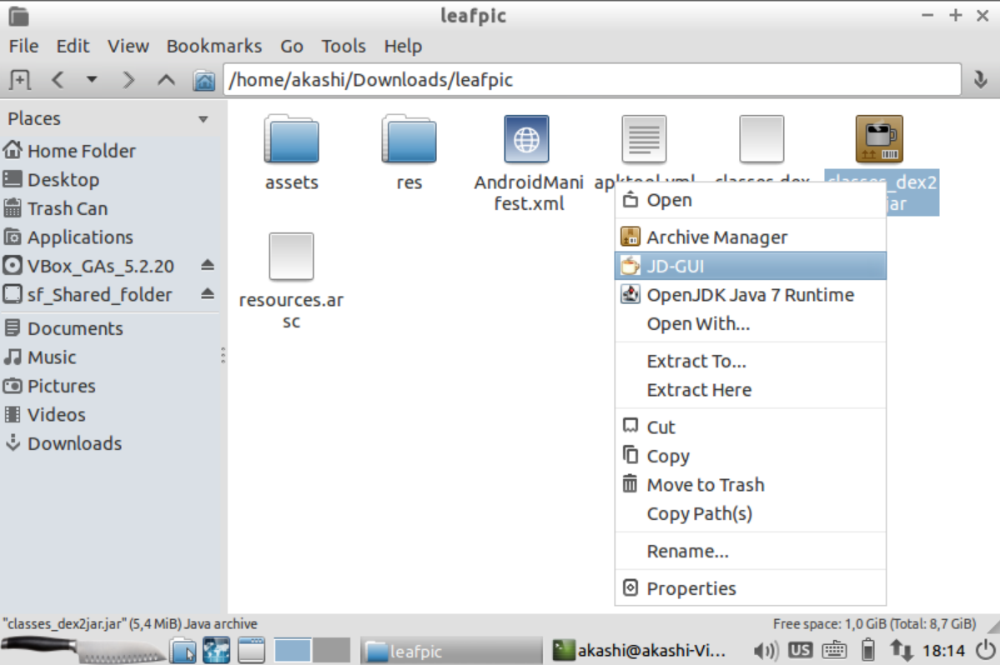 leafpic
File Edit View Bookmarks Go Tools Help
/home/akashi/Downloads/leafpic
Places
Home Folder
Desktop
Trash Can
Applications
VBox_GAs_5.2.20
sf_Shared_folder
Documents
Music
Pictures
Videos
Downloads
assets
res
AndroidMani
fest.xml
apktool.yml
classes.dex
classes_dex2
jar
resources.ar
sc
Open
Archive Manager
JD-GUI
OpenJDK Java 7 Runtime
Open With...
Extract To...
Extract Here
Cut
Copy
Move to Trash
Copy Path(s)
Rename...
Properties
"classes_dex2jar.jar" (5,4 MiB) Java archive
Free space: 1,0 GiB (Total: 8,7 GiB)
leafpic
akashi@akashi-Vi...
US
18:14